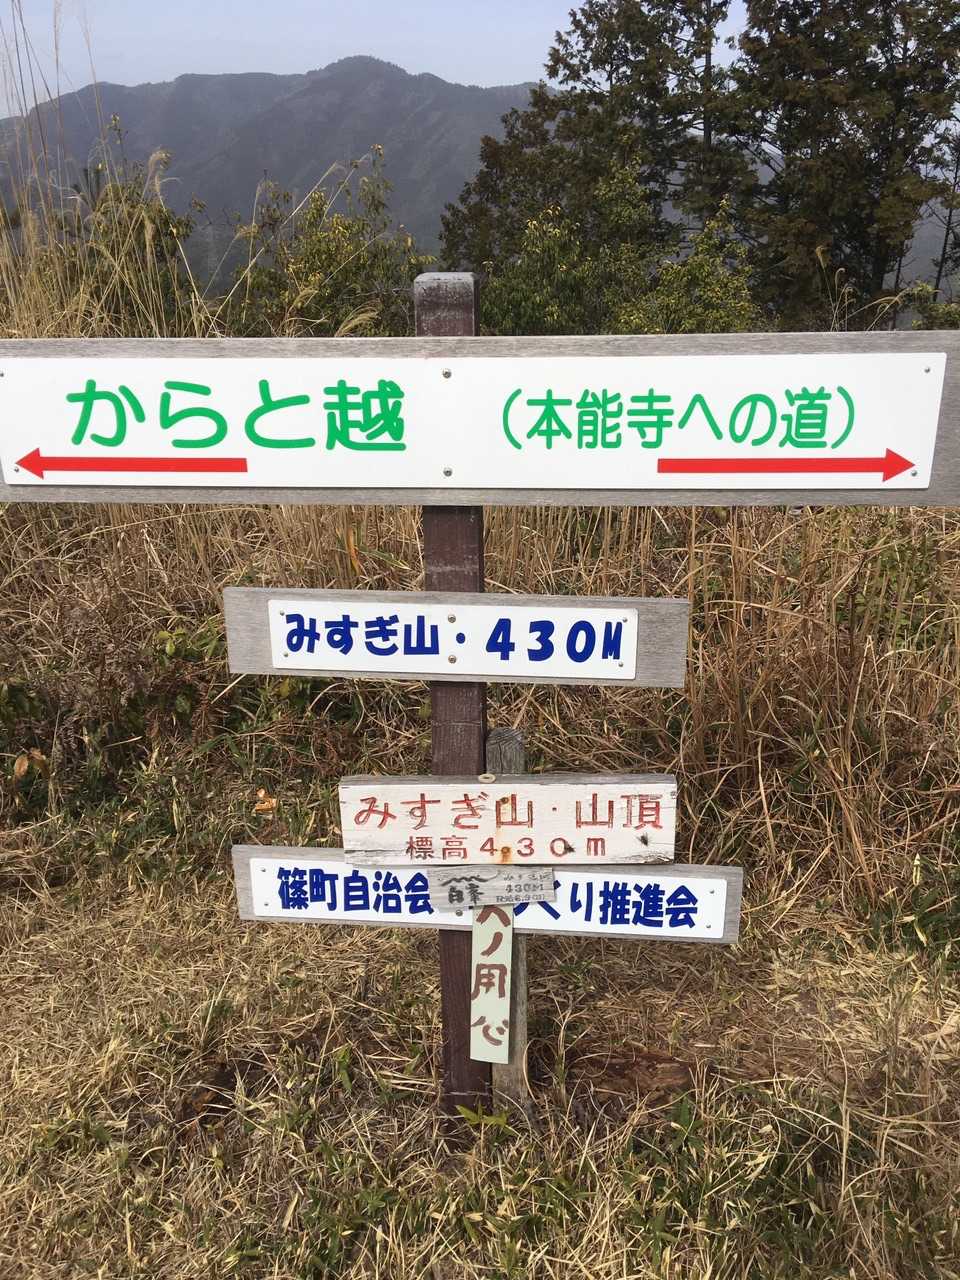 からと越 (本能寺への道)
みすぎ山・430M
みすぎ山・山頂
標高430m
篠町自治会 くり推進会
430M
火ノ用心